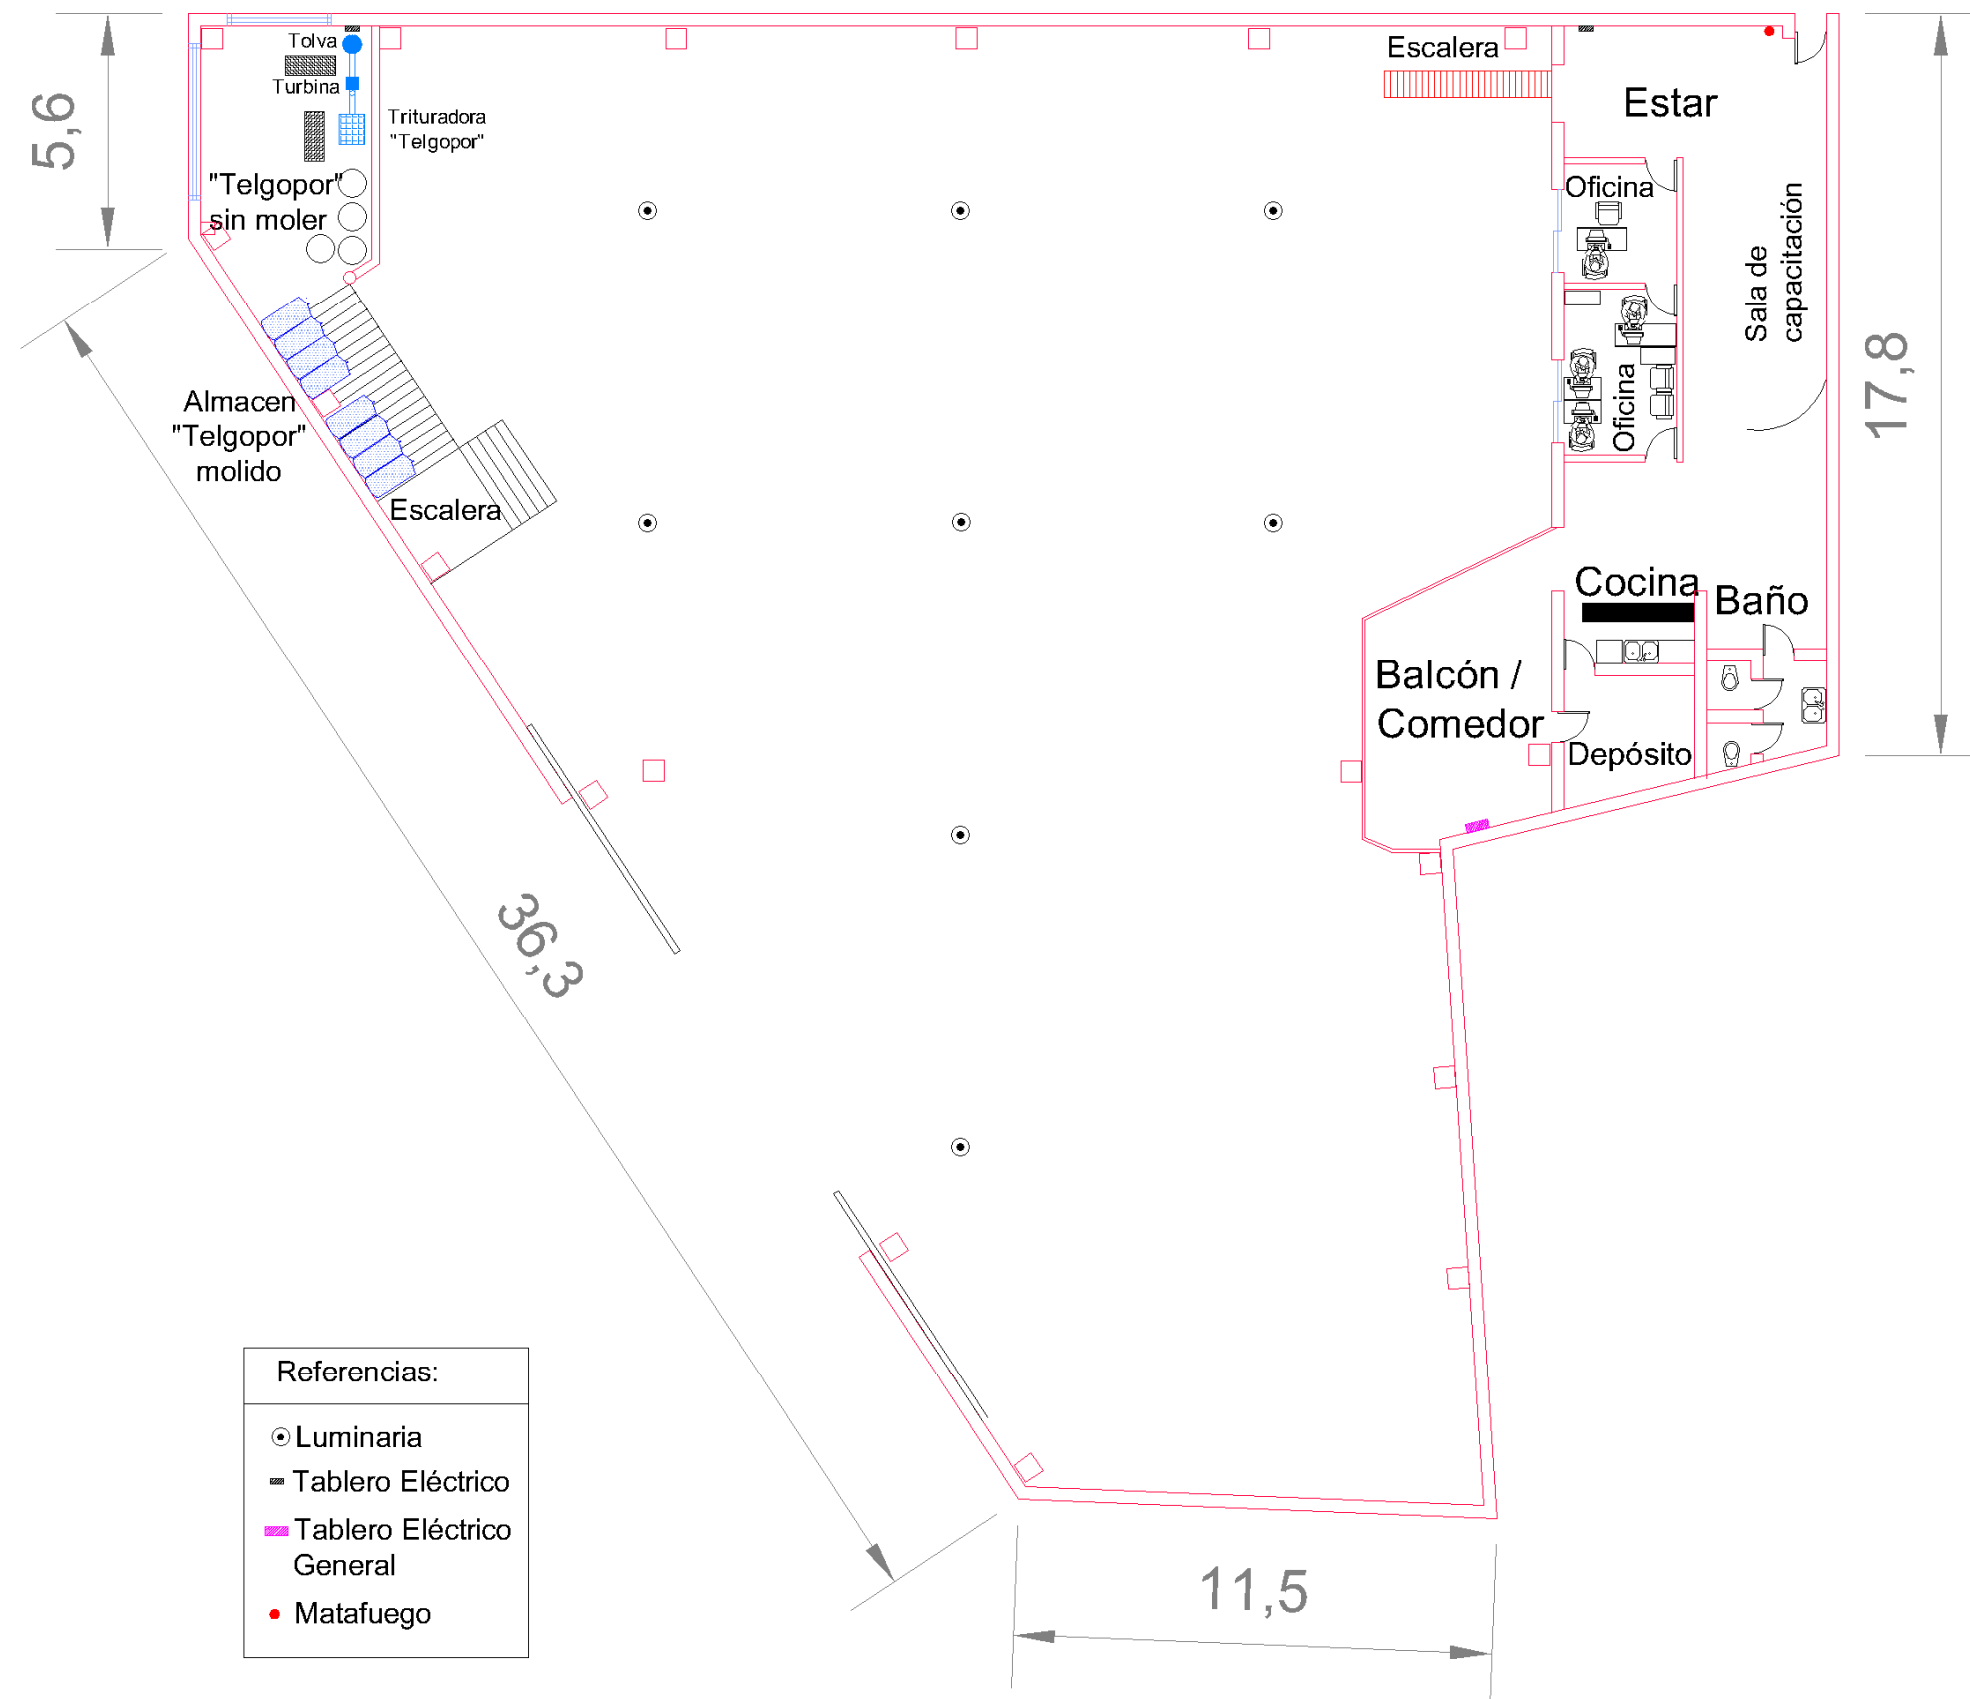 Tolva
Turbina
Trituradora
"Telgopor"
"Telgopor"
sin moler
5,6
Escalera
Estar
Oficina
Sala de
capacitación
Oficina
17,8
Almacen
"Telgopor"
molido
Escalera
Cocina
Baño
Balcón /
Comedor
Depósito
36,3
Referencias:
Luminaria
Tablero Eléctrico
Tablero Eléctrico
General
Matafuego
11,5